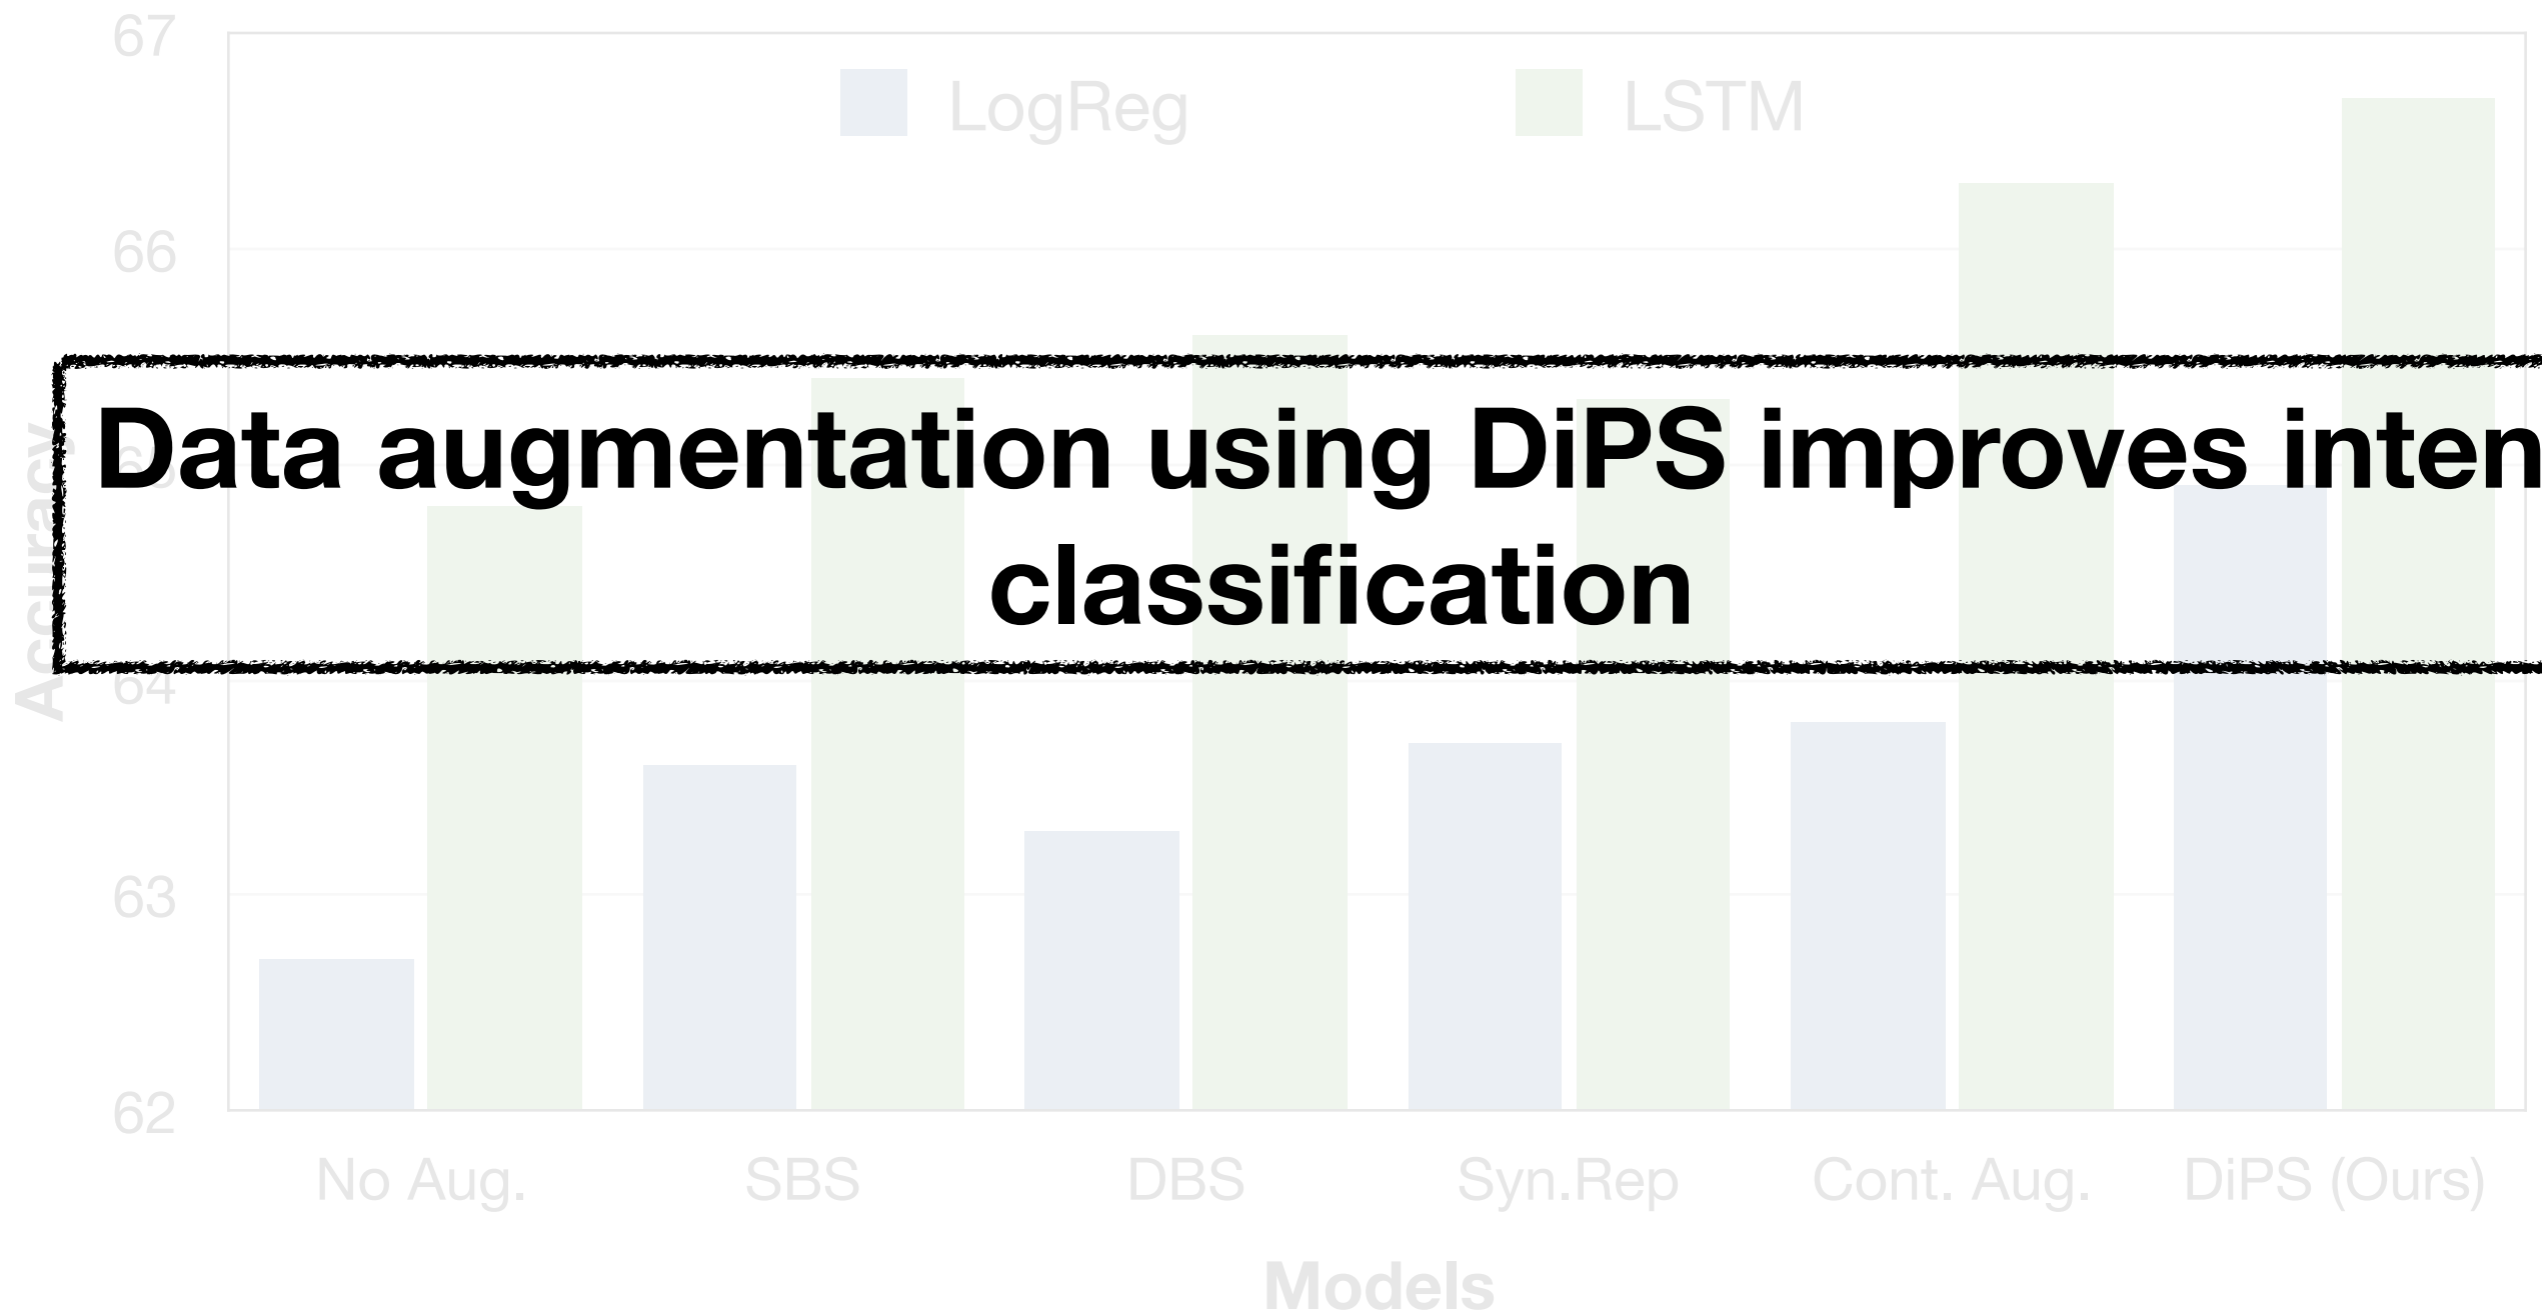 67
LogReg
LSTM
66
Data augmentation using DiPS improves inten
classification
Accuracy
64
63
62
No Aug.
SBS
DBS
Syn.Rep
Cont. Aug.
DiPS (Ours)
Models